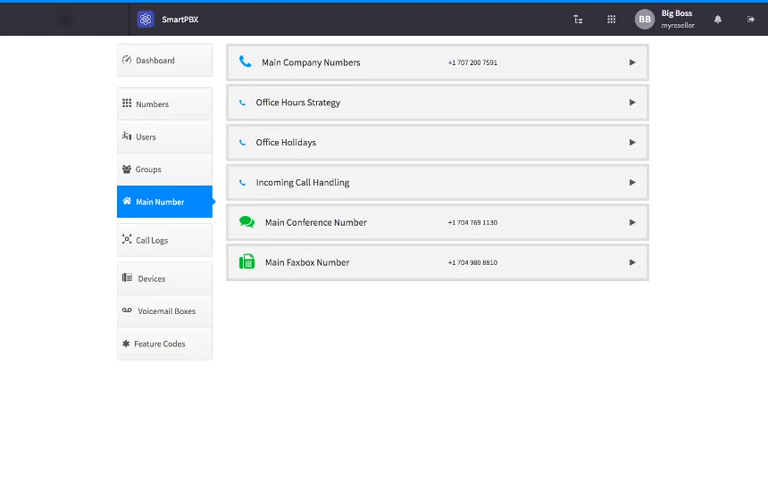 SmartPBX
BB
Big Boss
myreseller
Dashboard
Numbers
Users
Groups
Main Number
Call Logs
Devices
Voicemail Boxes
Feature Codes
Main Company Numbers +1 707 200 7591
Office Hours Strategy
Office Holidays
Incoming Call Handling
Main Conference Number +1 704 769 1130
Main Faxbox Number +1 704 980 8810